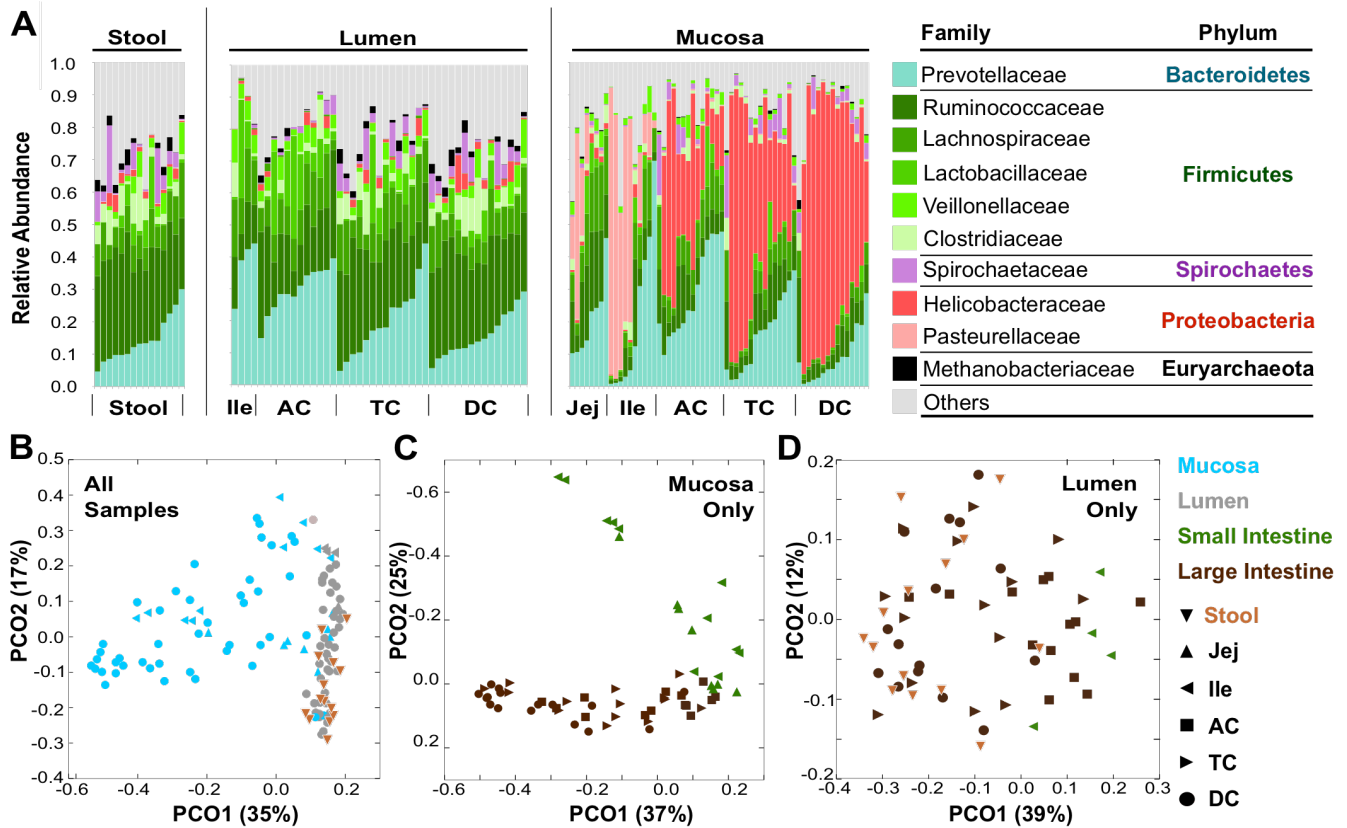 A
Stool
Lumen
Mucosa
Family
Phylum
Relative Abundance
1.0
0.9
0.8
0.7
0.6
0.5
0.4
0.3
0.2
0.1
0.0
Stool
Ile
AC
TC
DC
Jej
Ile
AC
TC
DC
Prevotellaceae
Bacteroidetes
Ruminococcaceae
Lachnospiraceae
Lactobacillaceae
Firmicutes
Veillonellaceae
Clostridiaceae
Spirochaetaceae
Spirochaetes
Helicobacteraceae
Proteobacteria
Pasteurellaceae
Methanobacteriaceae
Euryarchaeota
Others
B
All
Samples
PCO2 (17%)
0.5
0.4
0.3
0.2
0.1
0.0
-0.1
-0.2
-0.3
-0.4
-0.6
-0.4
-0.2
0.0
0.2
PCO1 (35%)
C
Mucosa
Only
PCO2 (25%)
-0.6
-0.4
-0.2
0.0
0.2
-0.6
-0.4
-0.2
0.0
0.2
PCO1 (37%)
D
Lumen
Only
PCO2 (12%)
0.2
0.1
0.0
-0.1
-0.2
-0.4
-0.3
-0.2
-0.1
0.0
0.1
0.2
0.3
PCO1 (39%)
Mucosa
Lumen
Small Intestine
Large Intestine
Stool
Jej
Ile
AC
TC
DC